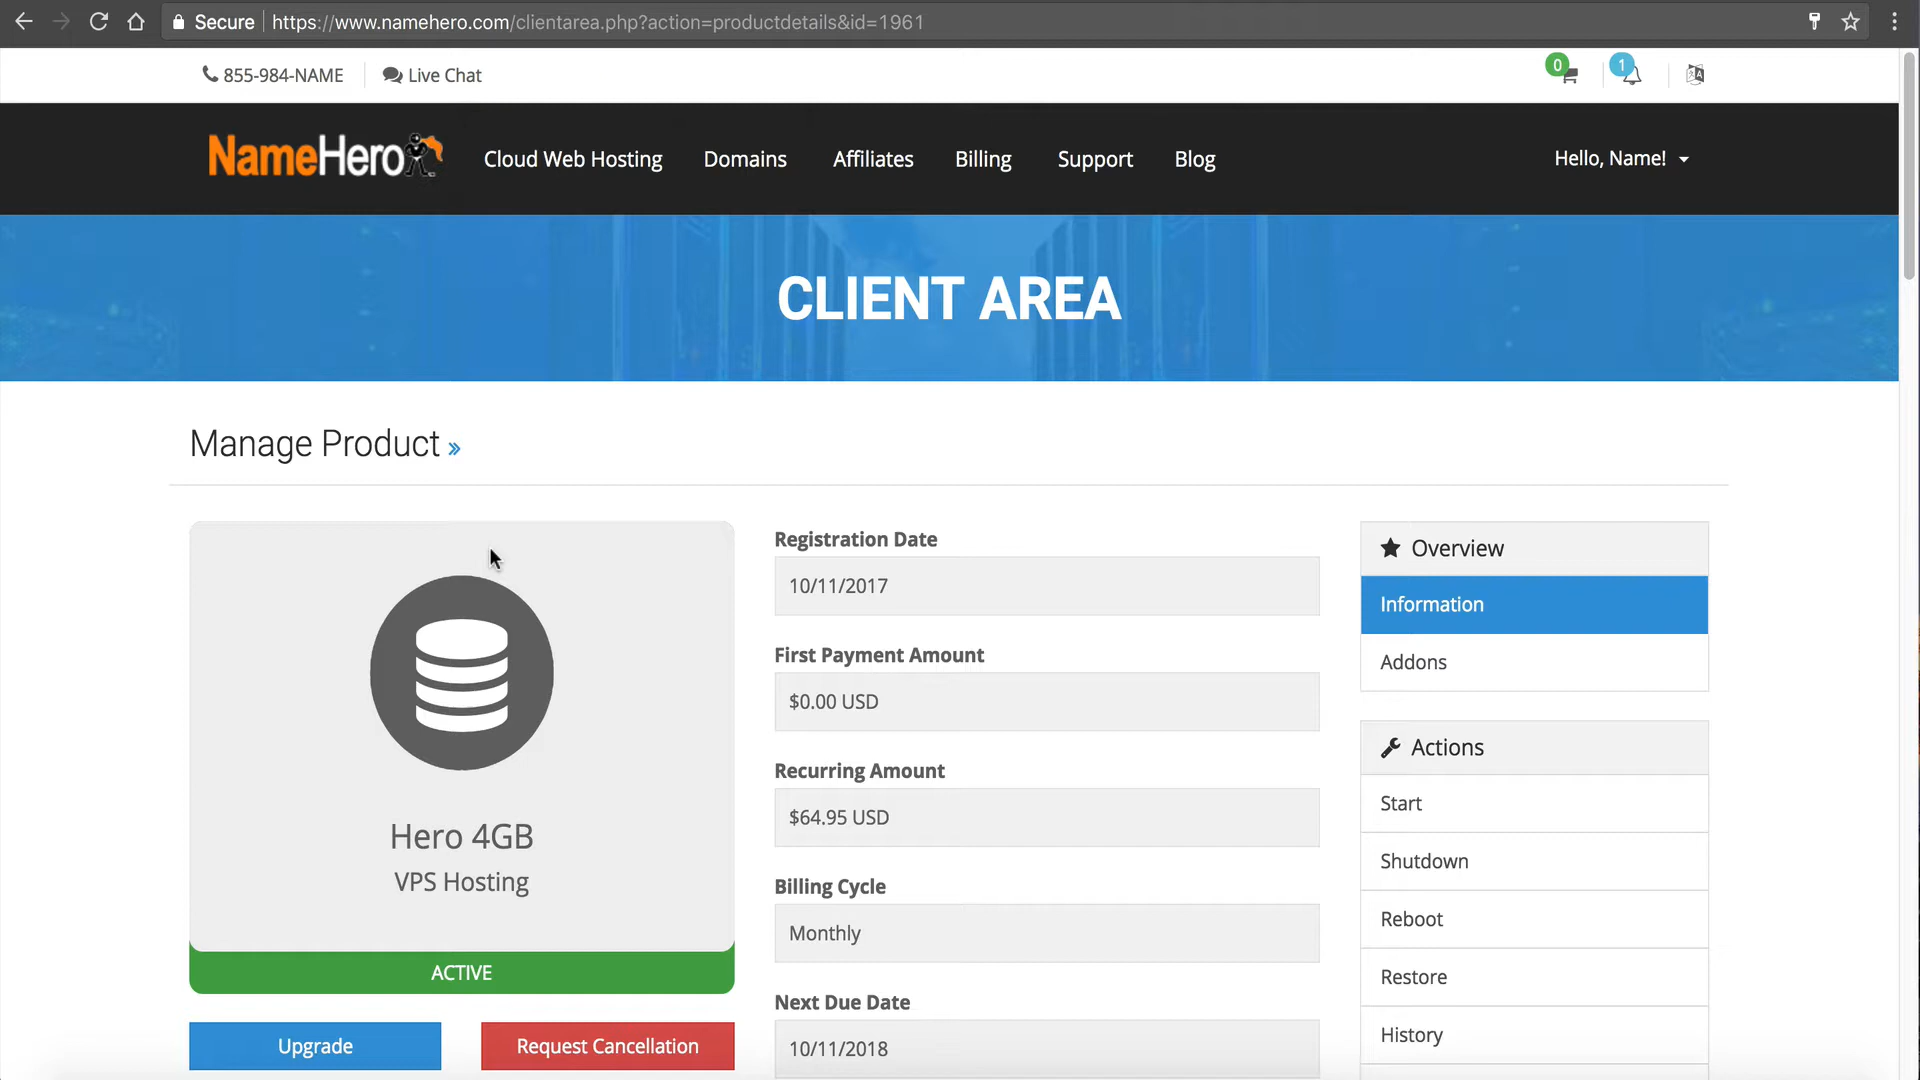 Secure https://www.namehero.com/clientarea.php?action=productdetails&id=1961
855-984-NAME Live Chat 0 1
NameHero Cloud Web Hosting Domains Affiliates Billing Support Blog Hello, Name!
CLIENT AREA
Manage Product »
Hero 4GB
VPS Hosting
ACTIVE
Upgrade Request Cancellation
Registration Date
10/11/2017
First Payment Amount
$0.00 USD
Recurring Amount
$64.95 USD
Billing Cycle
Monthly
Next Due Date
10/11/2018
Overview
Information
Addons
Actions
Start
Shutdown
Reboot
Restore
History